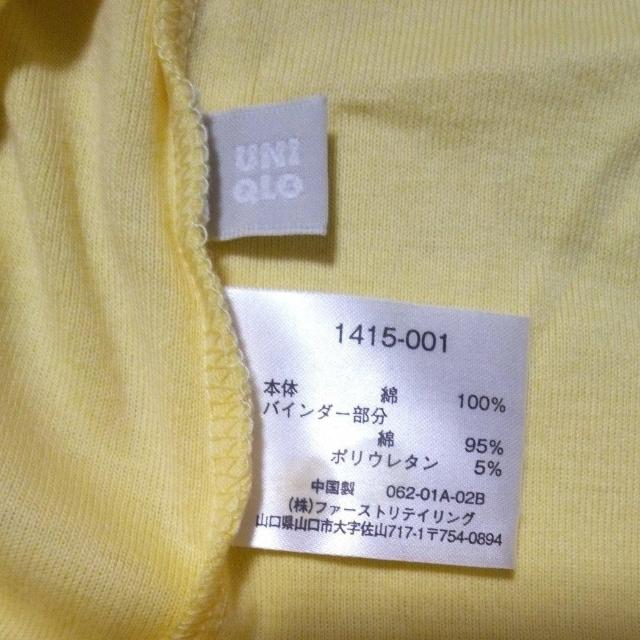 UNI
QLO
1415-001
本体 綿 100%
バインダー部分
綿 95%
ポリウレタン 5%
中国製 062-01A-02B
(株)ファーストリテイリング
山口県山口市大字佐山717-1〒754-0894